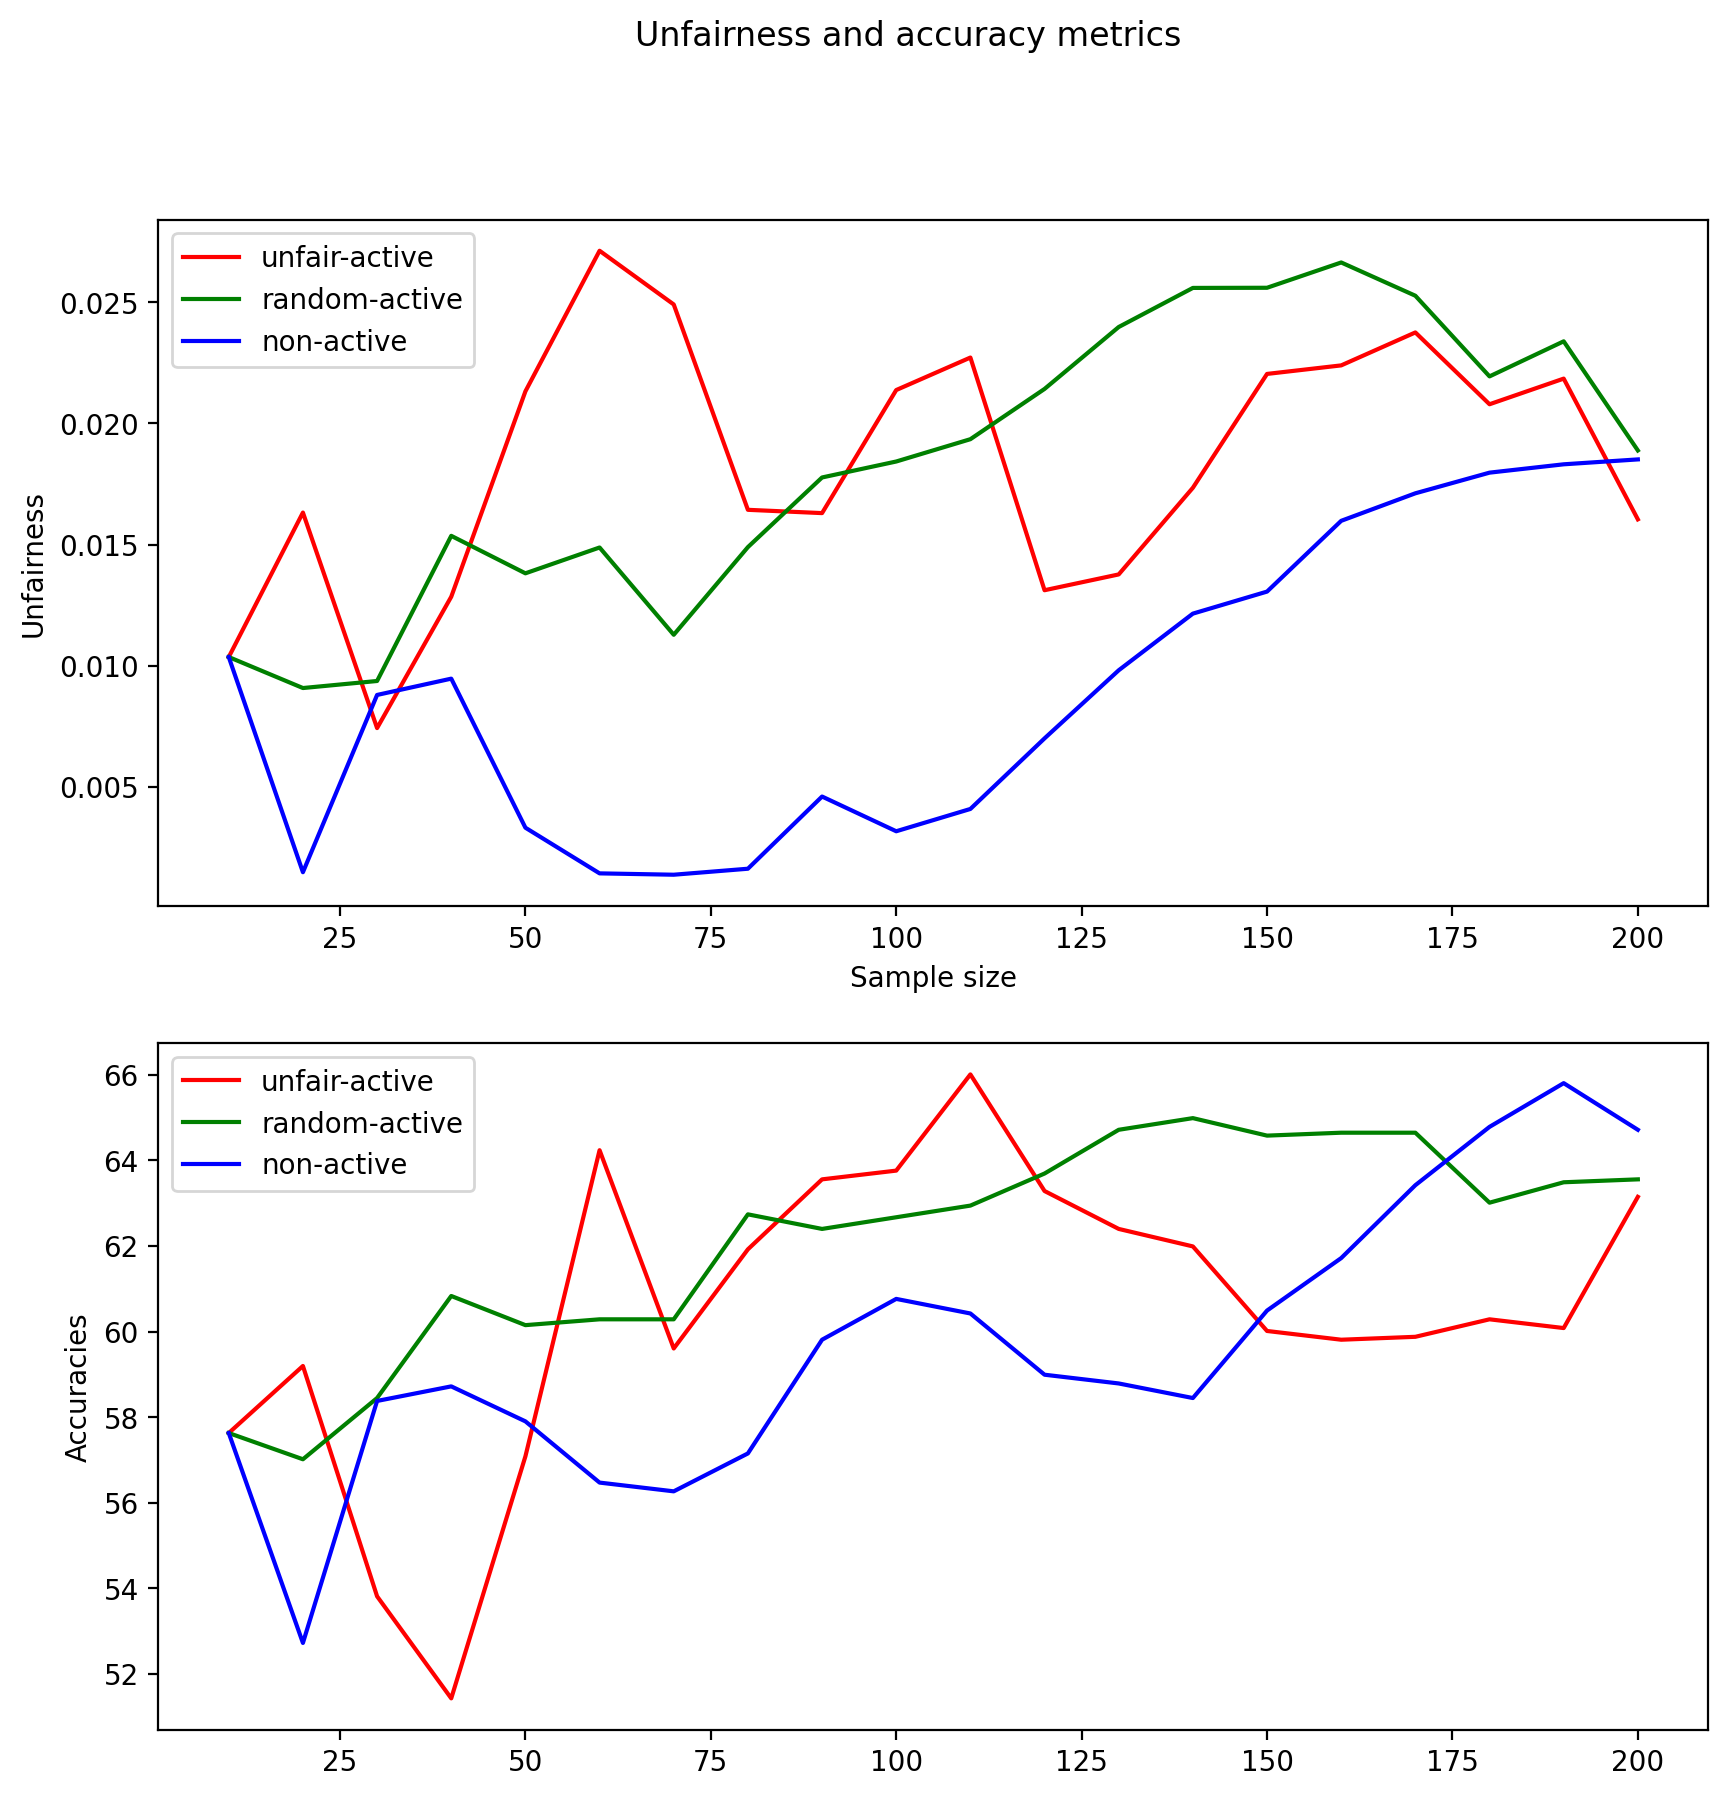 Unfairness and accuracy metrics
unfair-active
random-active
non-active
0.025
0.020
0.015
0.010
0.005
Unfairness
25 50 75 100 125 150 175 200
Sample size
unfair-active
random-active
non-active
66
64
62
60
58
56
54
52
Accuracies
25 50 75 100 125 150 175 200